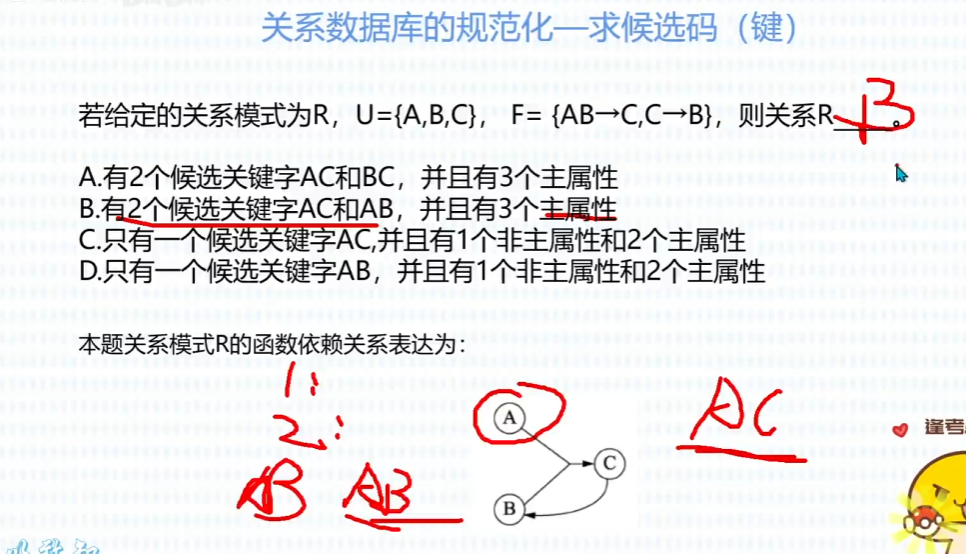 关系数据库的规范化—求候选码（键）
若给定的关系模式为R，U={A,B,C}，F= {AB→C,C→B}，则关系R B
A.有2个候选关键字AC和BC，并且有3个主属性
B.有2个候选关键字AC和AB，并且有3个主属性
C.只有一个候选关键字AC,并且有1个非主属性和2个主属性
D.只有一个候选关键字AB，并且有1个非主属性和2个主属性
本题关系模式R的函数依赖关系表达为：
1:
2:
A
AC
C
逢考
AB AB
B